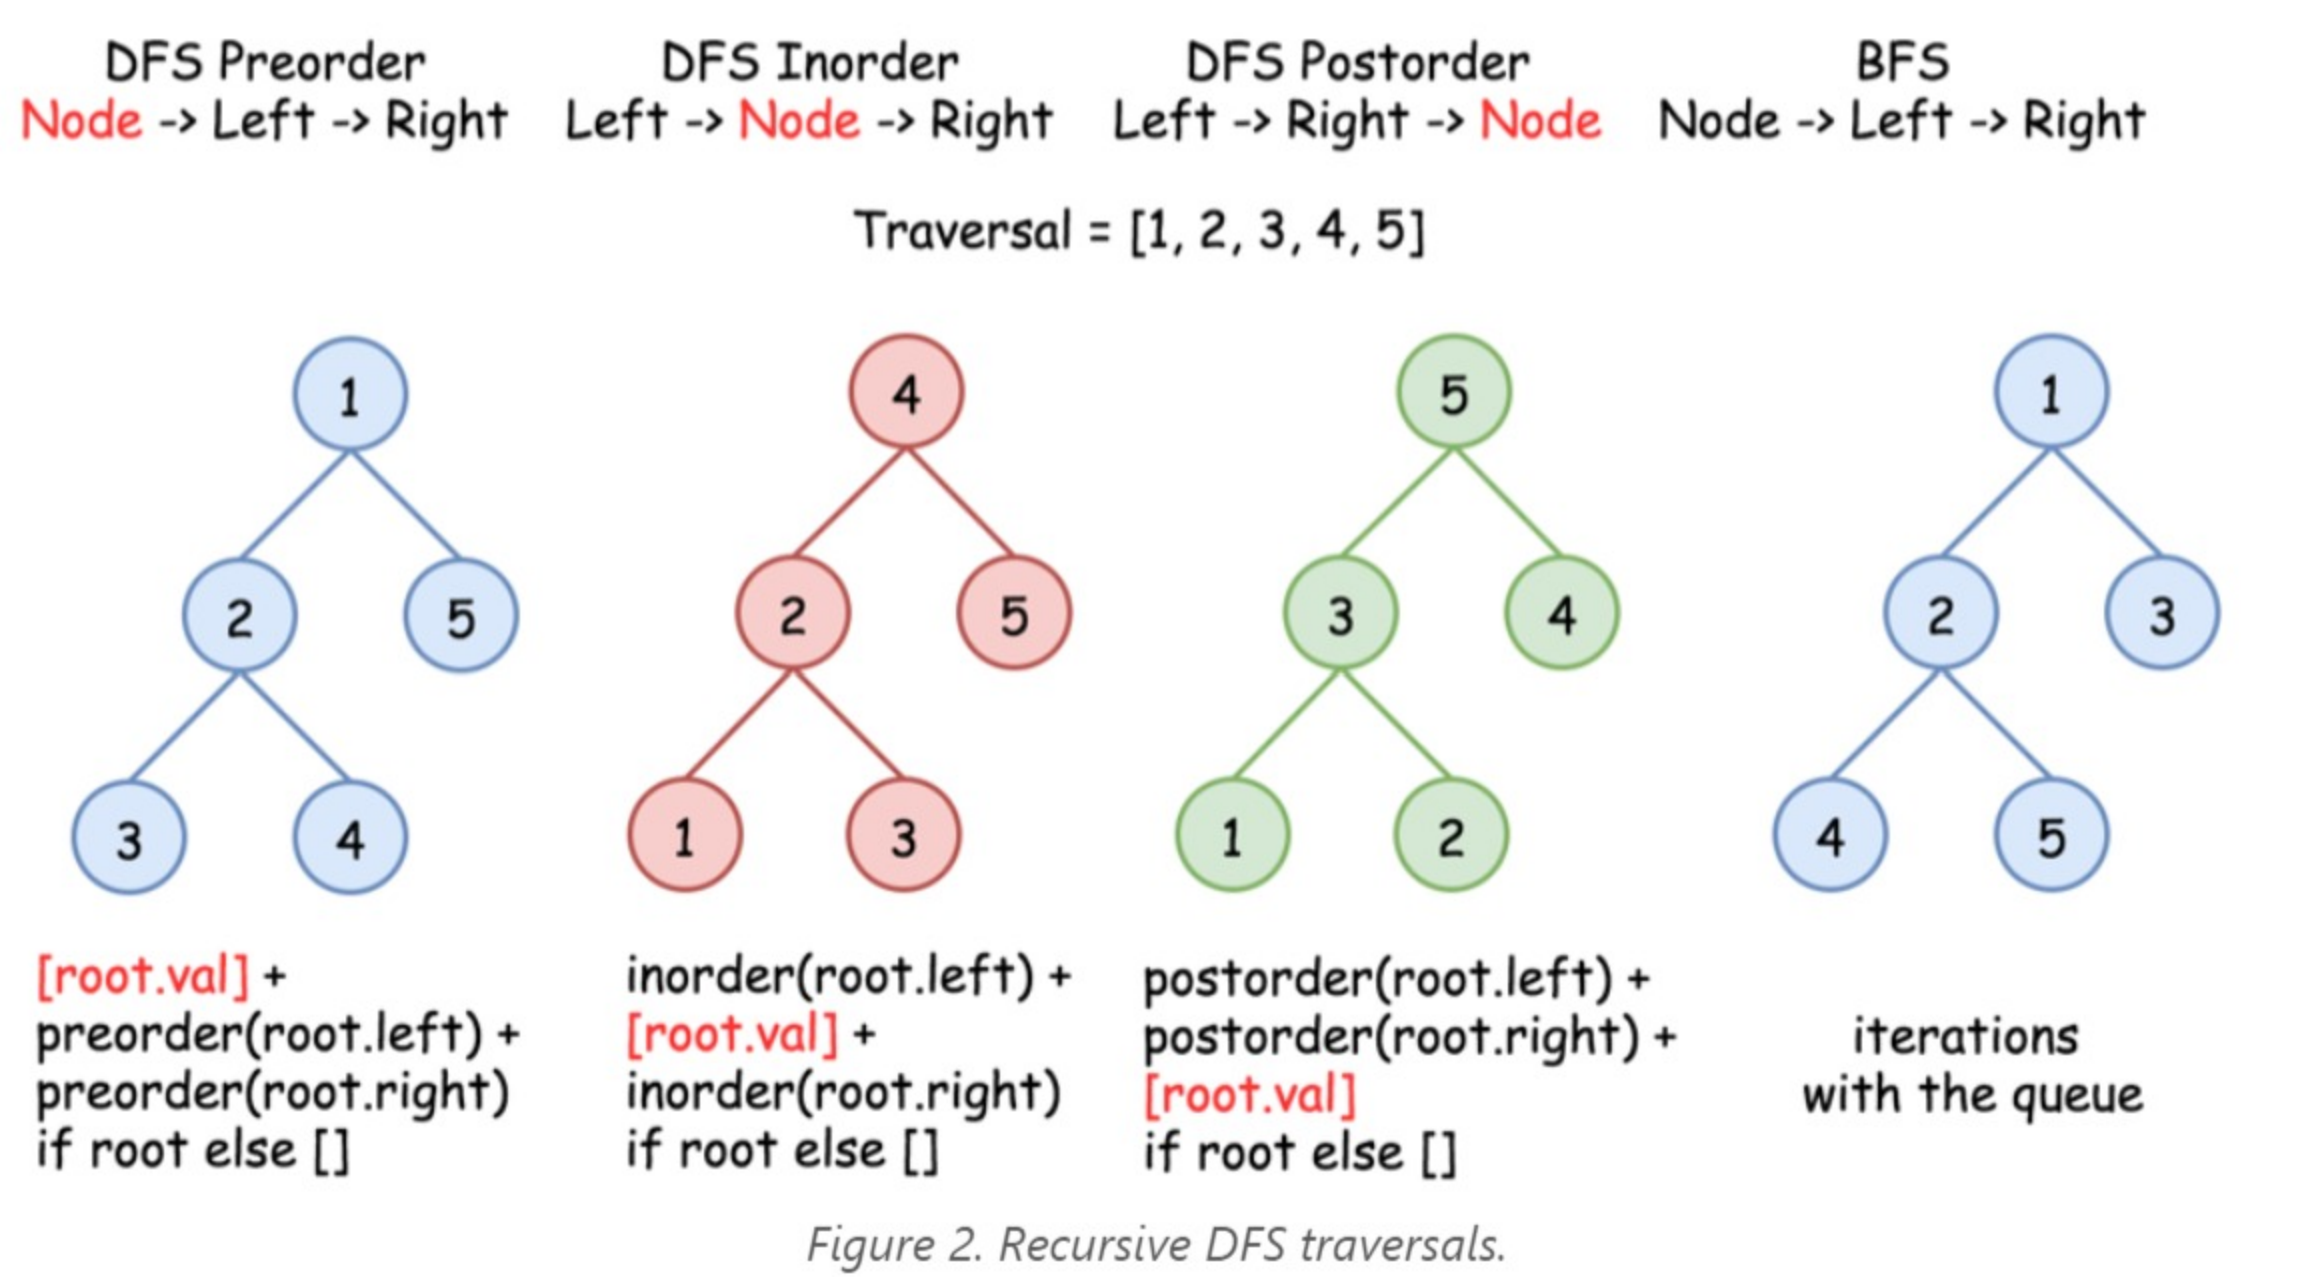 DFS Preorder
Node -> Left -> Right
DFS Inorder
Left -> Node -> Right
DFS Postorder
Left -> Right -> Node
BFS
Node -> Left -> Right
Traversal = [1, 2, 3, 4, 5]
1
2 5
3 4
4
2 5
1 3
5
3 4
1 2
1
2 3
4 5
[root.val] +
preorder(root.left) +
preorder(root.right)
if root else []
inorder(root.left) +
[root.val] +
inorder(root.right)
if root else []
postorder(root.left) +
postorder(root.right) +
[root.val]
if root else []
iterations
with the queue
Figure 2. Recursive DFS traversals.